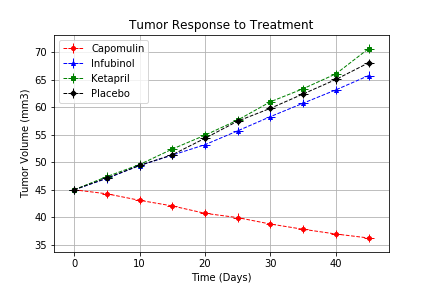 Tumor Response to Treatment
Capomulin
Infubinol
Ketapril
Placebo
Tumor Volume (mm3)
70
65
60
55
50
45
40
35
0
10
20
30
40
Time (Days)